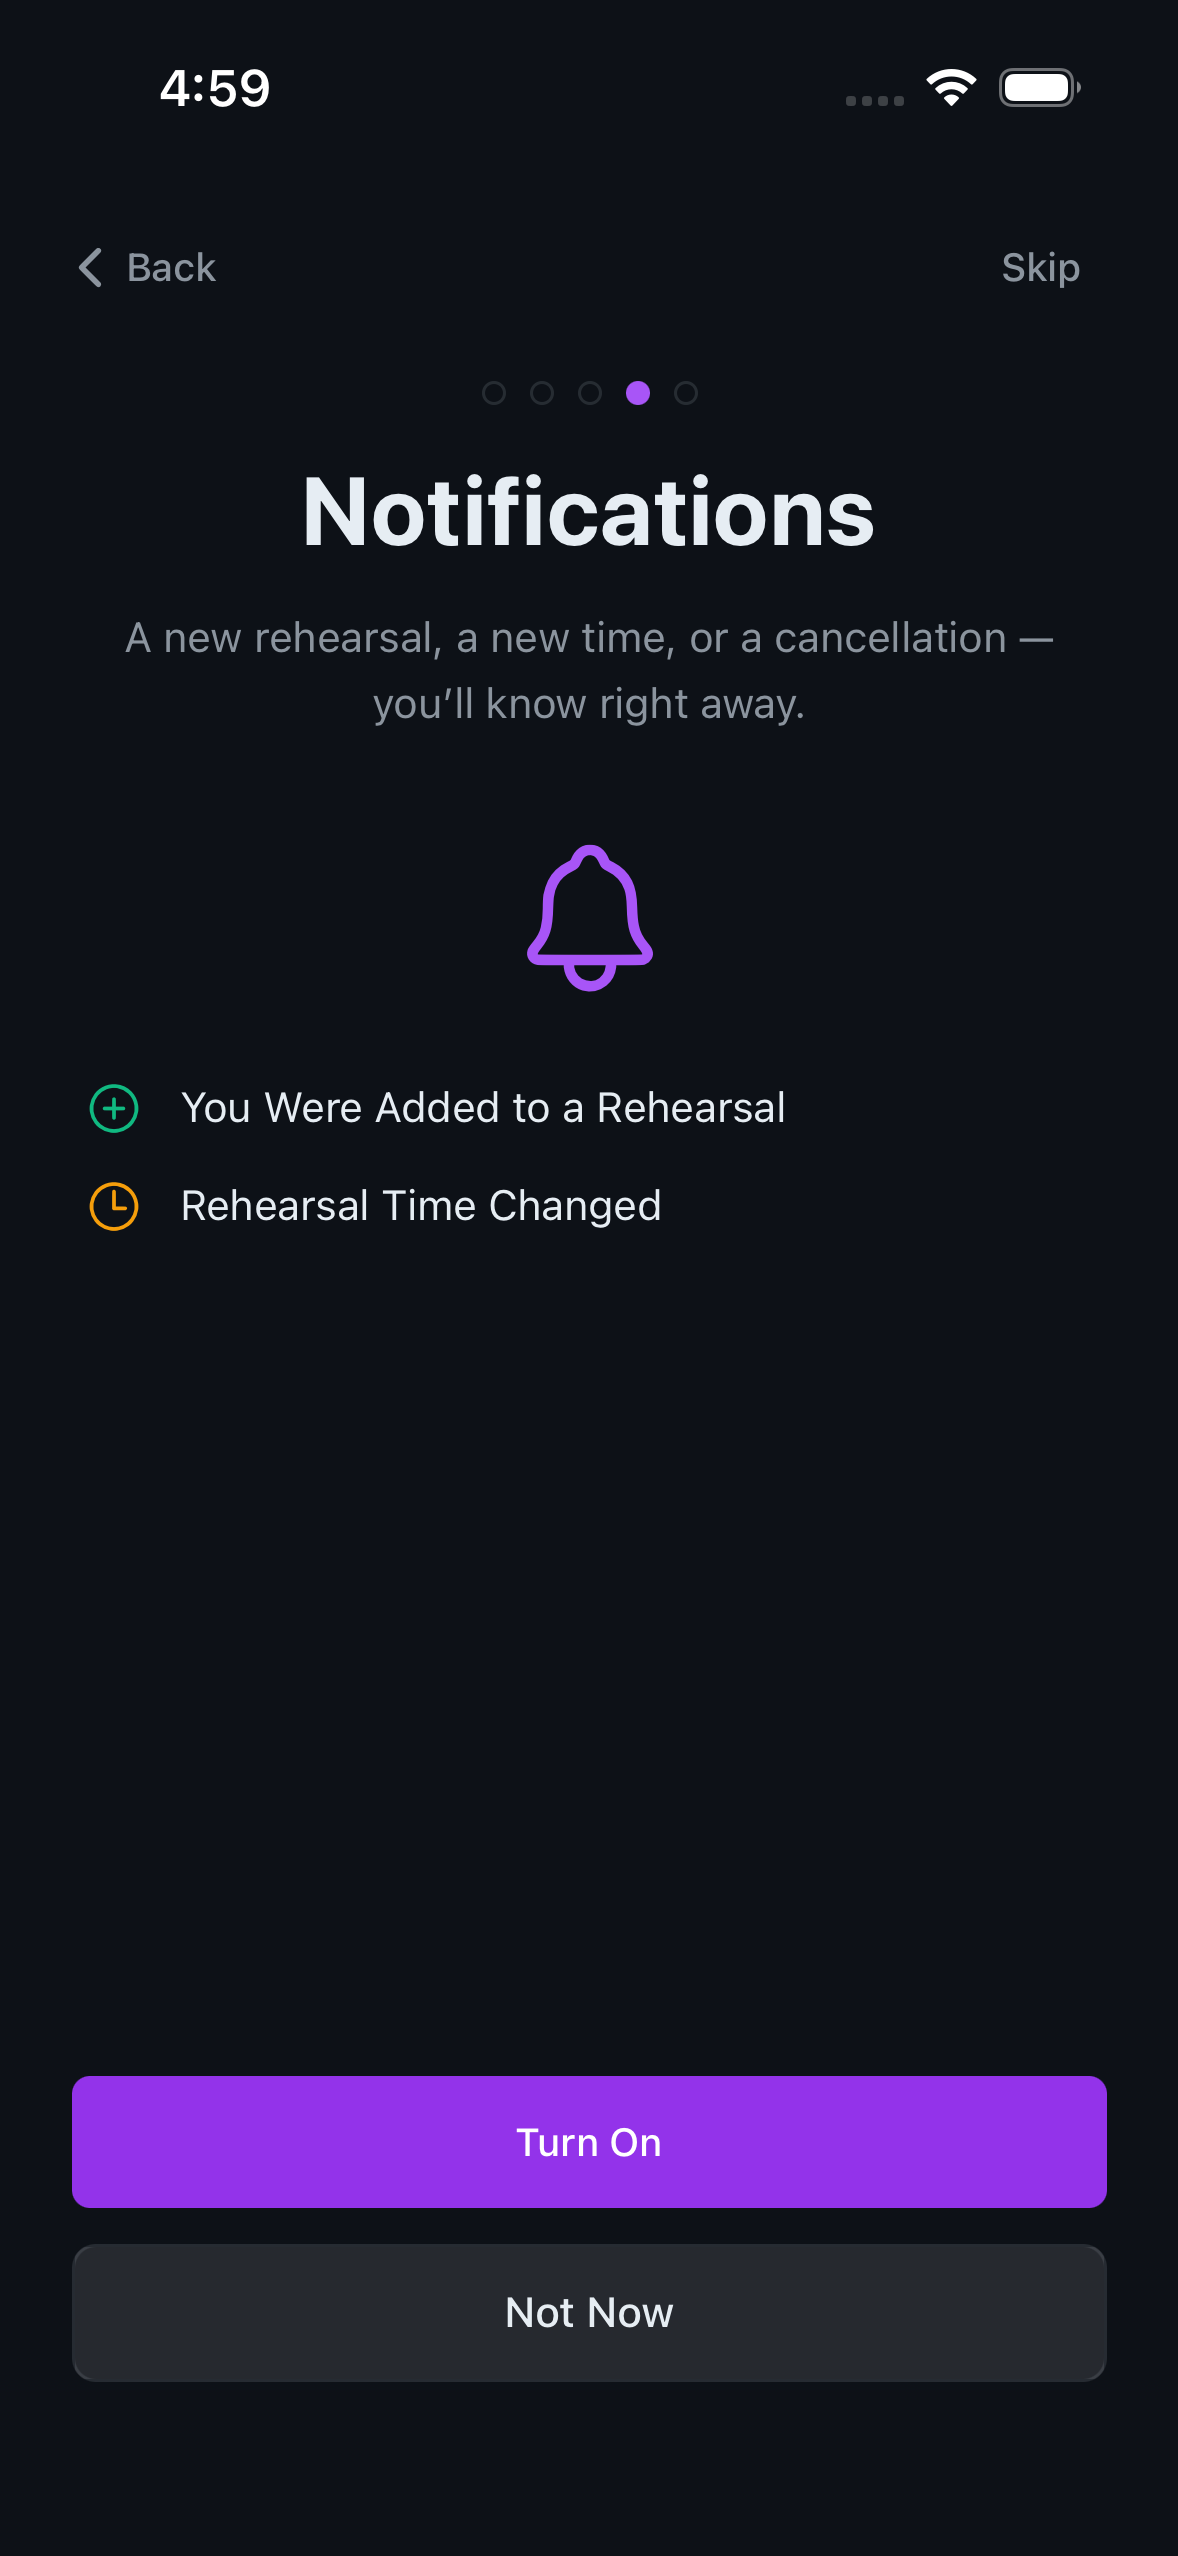 4:59
Back
Skip
Notifications
A new rehearsal, a new time, or a cancellation —
you’ll know right away.
You Were Added to a Rehearsal
Rehearsal Time Changed
Turn On
Not Now